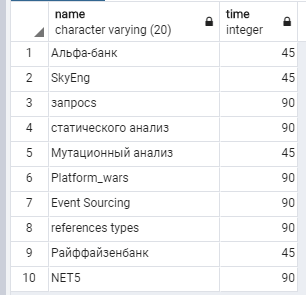 name time
character varying (20) integer
1 Альфа-банк 45
2 SkyEng 45
3 запросs 90
4 статического анализ 90
5 Мутационный анализ 45
6 Platform_wars 90
7 Event Sourcing 90
8 references types 90
9 Райффайзенбанк 45
10 NET5 90